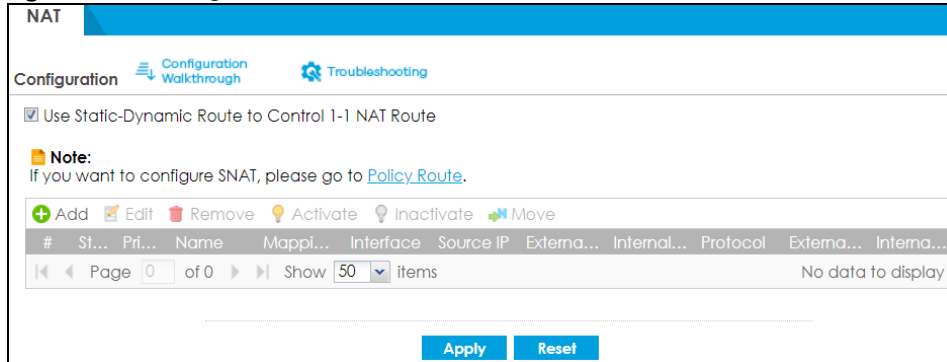 NAT
Configuration
Configuration Walkthrough
Troubleshooting
Use Static-Dynamic Route to Control 1-1 NAT Route
Note:
If you want to configure SNAT, please go to Policy Route.
Add Edit Remove Activate Inactivate Move
# St... Pri... Name Mappi... Interface Source IP Externa... Internal... Protocol Externa... Interna...
Page 0 of 0 Show 50 items No data to display
Apply Reset